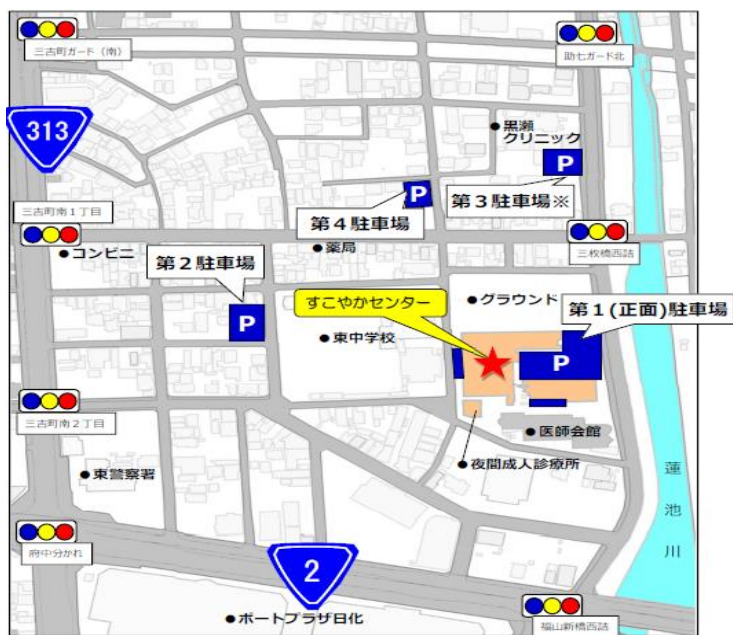 三吉町ガード(南)
助七ガード北
313
●黒瀬
クリニック
P
第3駐車場※
P
第4駐車場
三吉町南1丁目
三枚橋西詰
●コンビニ
●薬局
第2駐車場
すこやかセンター
●グラウンド
第1(正面)駐車場
P
●東中学校
P
三吉町南2丁目
●医師会館
●東警察署
●夜間成人診療所
蓮池川
府中分かれ
2
●ポートプラザ日化
福山新橋西詰